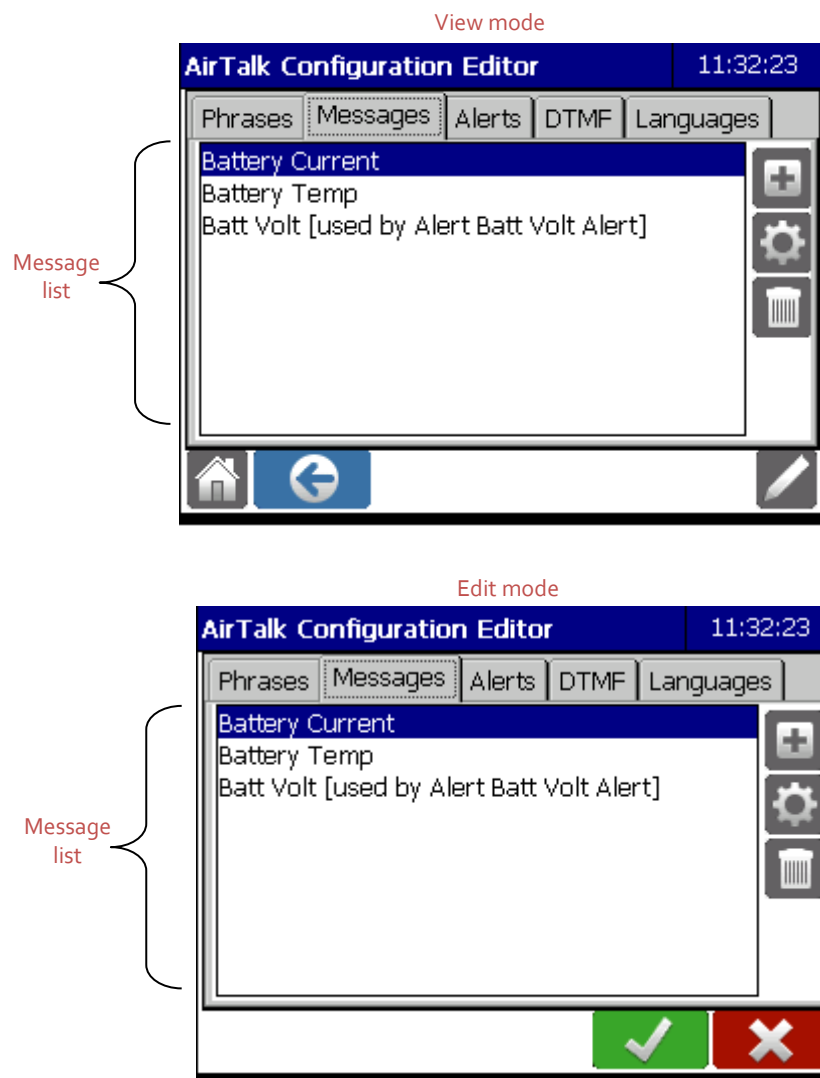 View mode
AirTalk Configuration Editor 11:32:23
Phrases Messages Alerts DTMF Languages
Battery Current
Battery Temp
Batt Volt [used by Alert Batt Volt Alert]
Message
list
Edit mode
AirTalk Configuration Editor 11:32:23
Phrases Messages Alerts DTMF Languages
Battery Current
Battery Temp
Batt Volt [used by Alert Batt Volt Alert]
Message
list